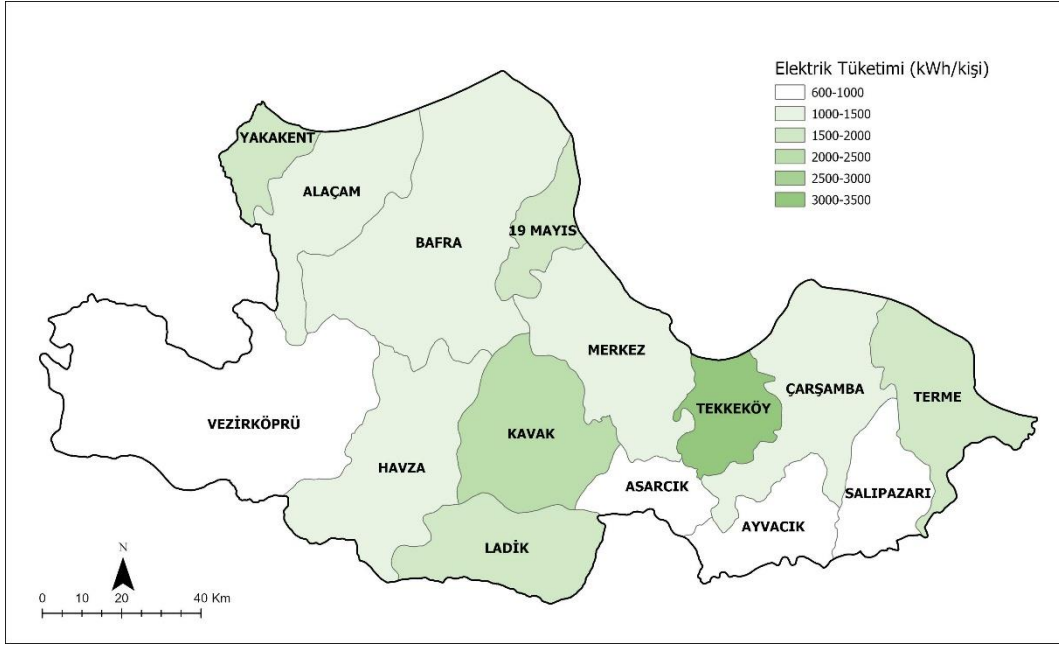 Elektrik Tüketimi (kWh/kişi)
600-1000
1000-1500
1500-2000
2000-2500
2500-3000
3000-3500
YAKAKENT
ALAÇAM
BAFRA
19 MAYIS
MERKEZ
ÇARŞAMBA
TERME
TEKKEKÖY
VEZİRKÖPRÜ
KAVAK
HAVZA
ASARCIK
SALIPAZARI
AYVACIK
LADİK
N
0 10 20 40 Km